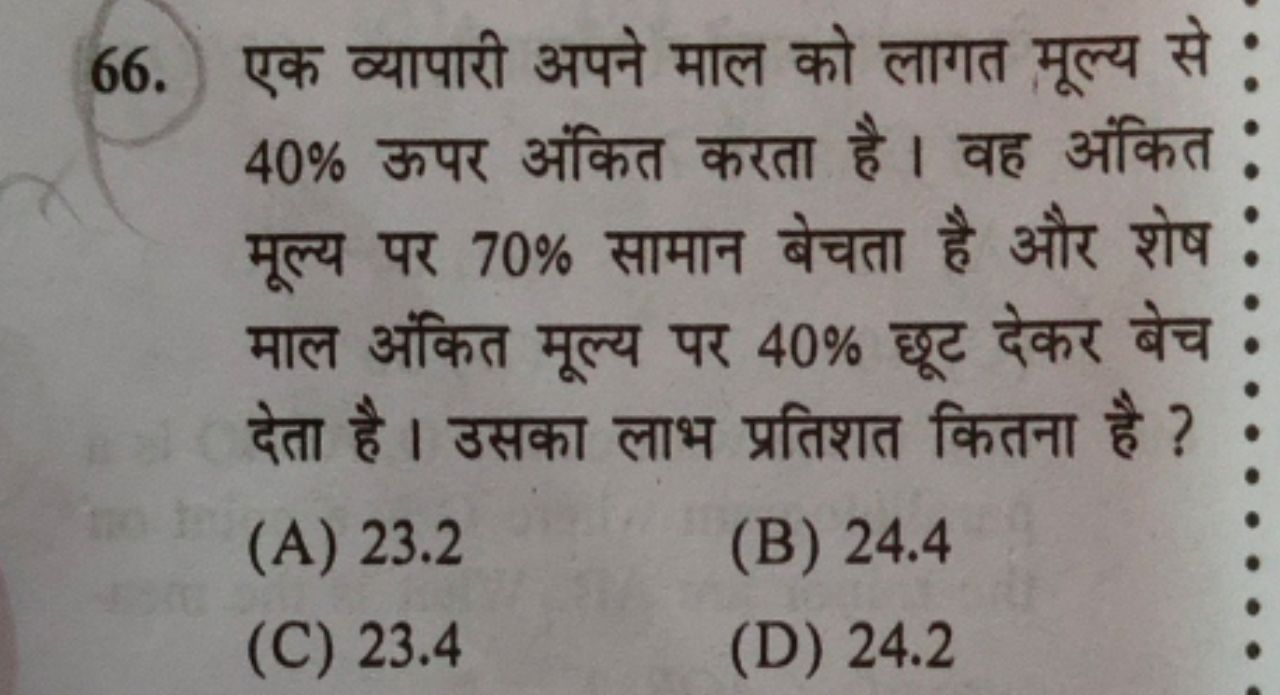 66. एक व्यापारी अपने माल को लागत मूल्य से
40% ऊपर अंकित करता है । वह अंकित
मूल्य पर 70% सामान बेचता है और शेष
माल अंकित मूल्य पर 40% छूट देकर बेच
देता है । उसका लाभ प्रतिशत कितना है ?
(A) 23.2 (B) 24.4
(C) 23.4 (D) 24.2